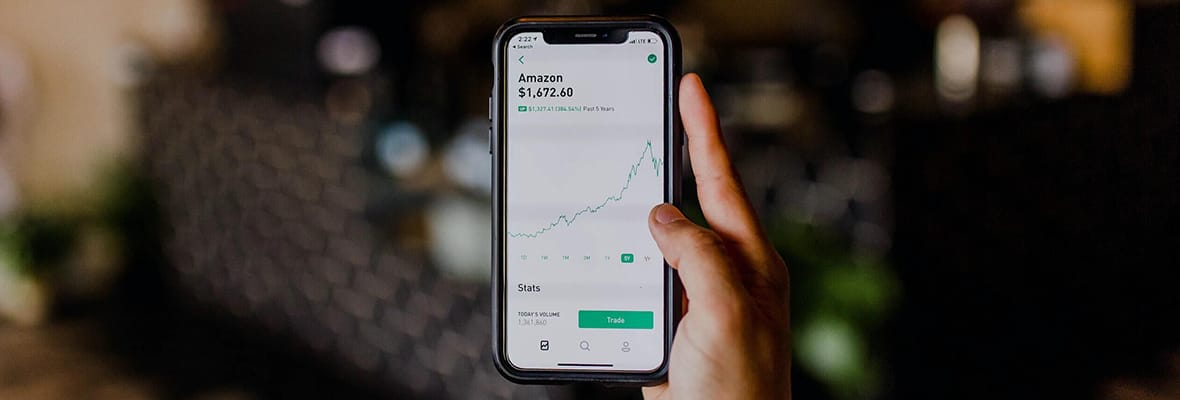 2:22 LTE
Search
Amazon
$1,672.60
UP $1,327.41 (384.54%) Past 5 Years
1D 1W 1M 3M 1Y 5Y
Stats
TODAY'S VOLUME
1,361,860
Trade